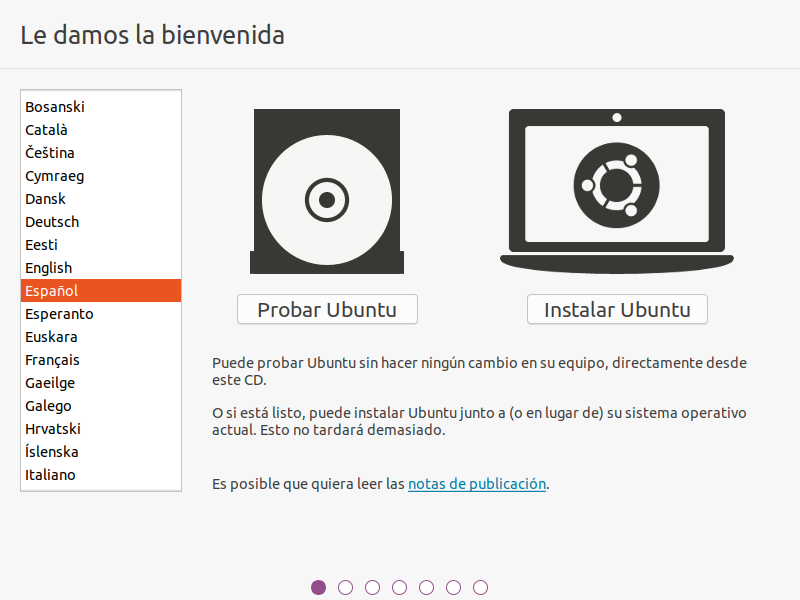 Le damos la bienvenida
Bosanski
Català
Čeština
Cymraeg
Dansk
Deutsch
Eesti
English
Español
Esperanto
Euskara
Français
Gaeilge
Galego
Hrvatski
Íslenska
Italiano
Probar Ubuntu
Instalar Ubuntu
Puede probar Ubuntu sin hacer ningún cambio en su equipo, directamente desde
este CD.
O si está listo, puede instalar Ubuntu junto a (o en lugar de) su sistema operativo
actual. Esto no tardará demasiado.
Es posible que quiera leer las notas de publicación.